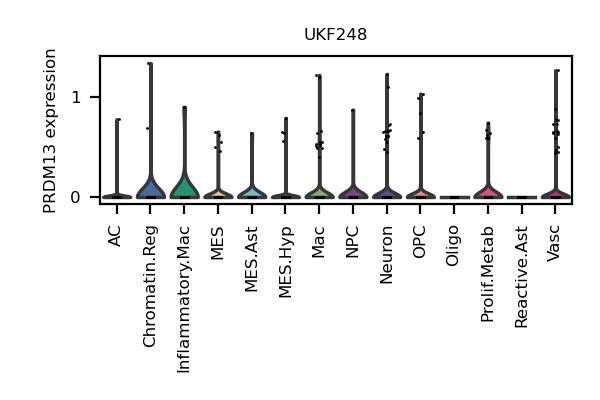 UKF248
PRDM13 expression
1
0
AC
Chromatin.Reg
Inflammatory.Mac
MES
MES.Ast
MES.Hyp
Mac
NPC
Neuron
OPC
Oligo
Prolif.Metab
Reactive.Ast
Vasc